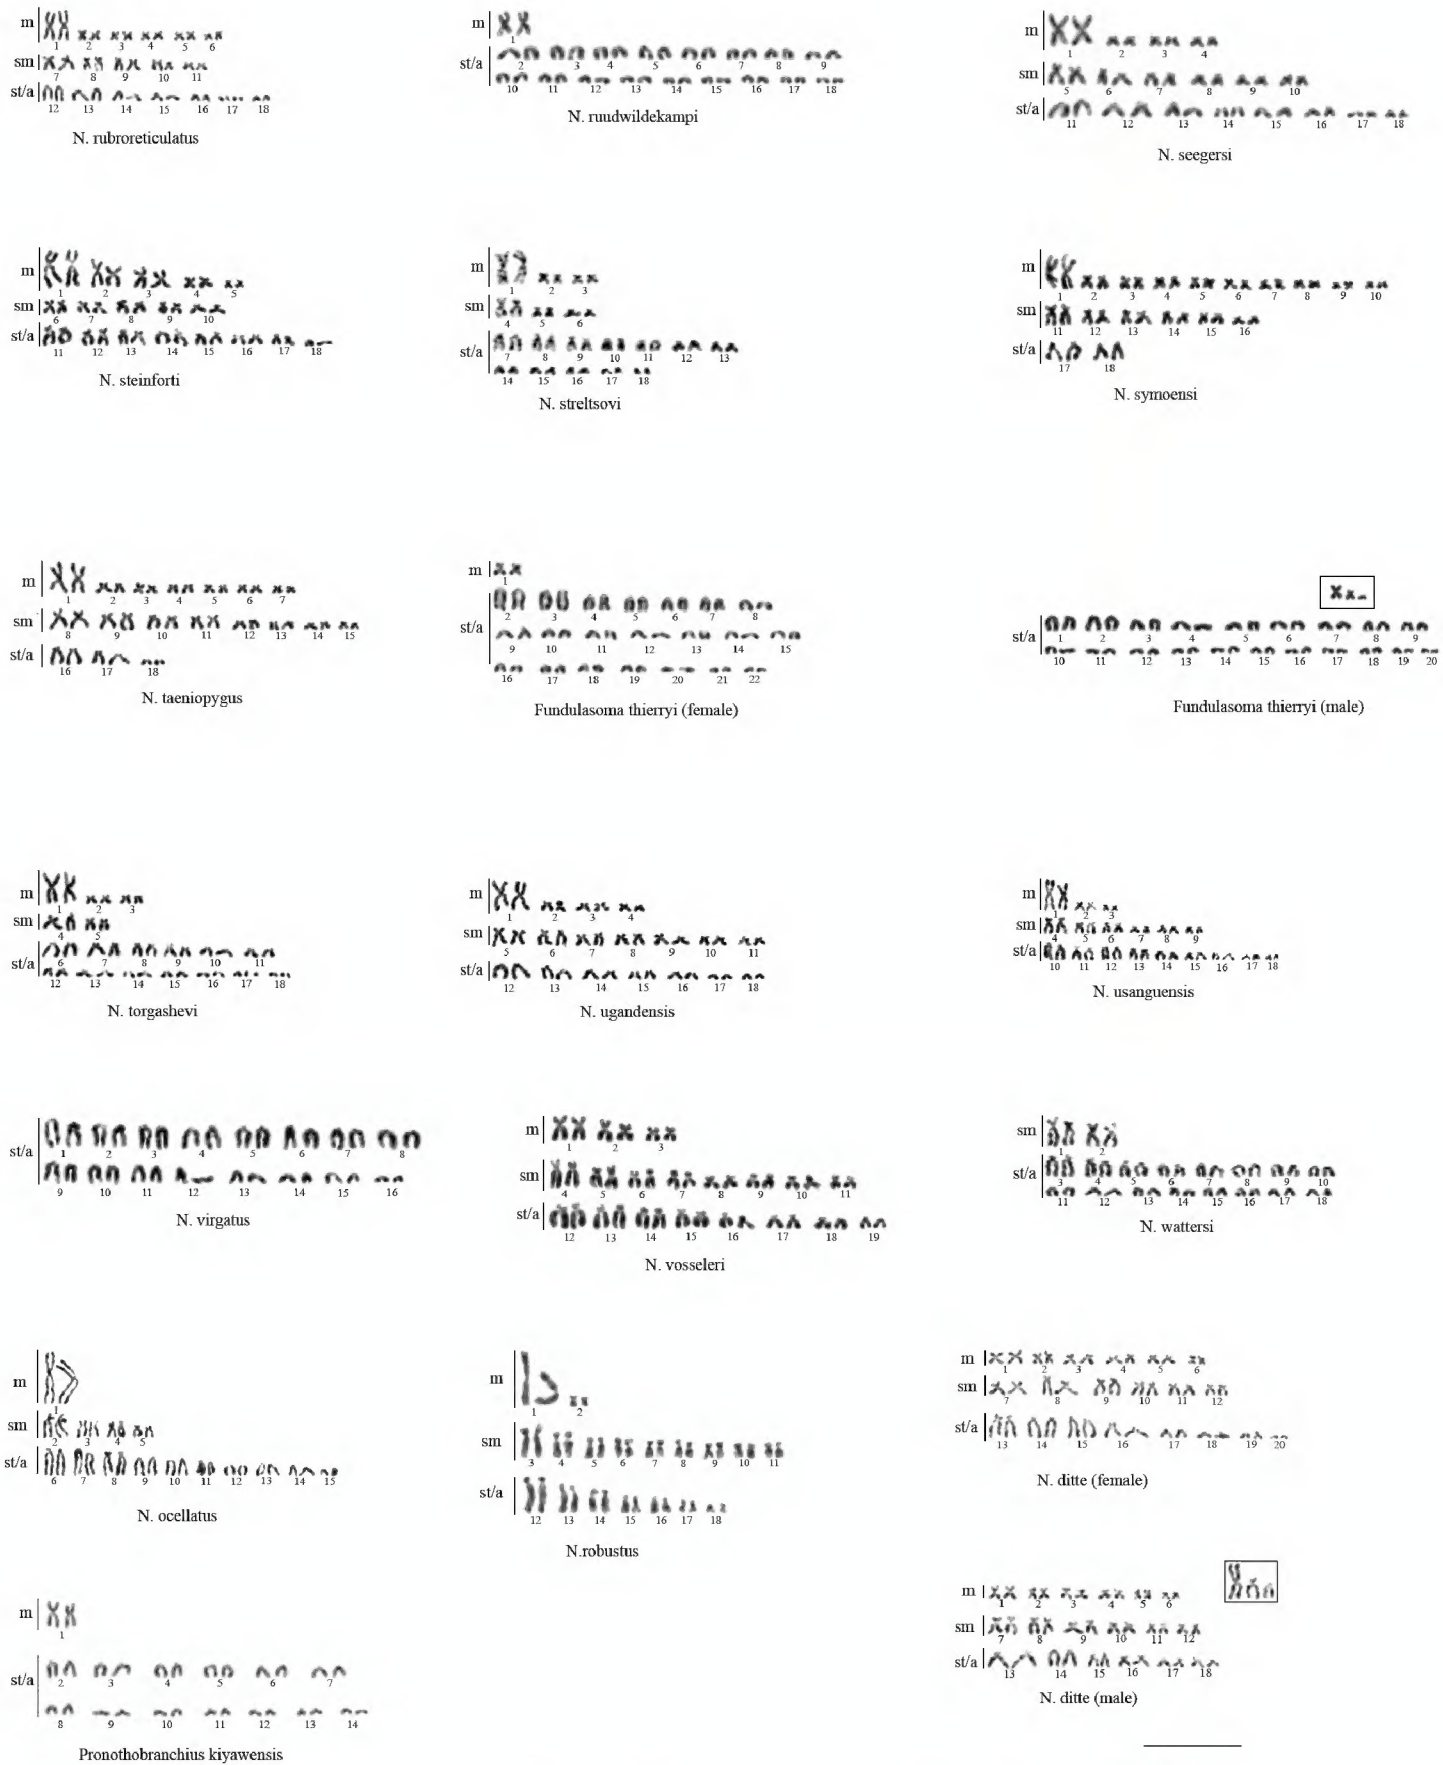 m
1 2 3 4 5 6
sm
7 8 9 10 11
st/a
12 13 14 15 16 17 18
N. rubroreticulatus
m
1
st/a
2 3 4 5 6 7 8 9
10 11 12 13 14 15 16 17 18
N. ruudwildekampi
m
1 2 3 4
sm
5 6 7 8 9 10
st/a
11 12 13 14 15 16 17 18
N. seegersi
m
1 2 3 4 5
sm
6 7 8 9 10
st/a
11 12 13 14 15 16 17 18
N. steinforti
m
1 2 3
sm
4 5 6
st/a
7 8 9 10 11 12 13
14 15 16 17 18
N. streltsovi
m
1 2 3 4 5 6 7 8 9 10
sm
11 12 13 14 15 16
st/a
17 18
N. symoensi
m
1 2 3 4 5 6 7
sm
8 9 10 11 12 13 14 15
st/a
16 17 18
N. taeniopygus
m
1
st/a
2 3 4 5 6 7 8
9 10 11 12 13 14 15
16 17 18 19 20 21 22
Fundulasoma thierryi (female)
st/a
1 2 3 4 5 6 7 8 9
10 11 12 13 14 15 16 17 18 19 20
Fundulasoma thierryi (male)
m
1 2 3
sm
4 5
st/a
6 7 8 9 10 11
12 13 14 15 16 17 18
N. torgashevi
m
1 2 3 4
sm
5 6 7 8 9 10 11
st/a
12 13 14 15 16 17 18
N. ugandensis
m
1 2 3
sm
4 5 6 7 8 9
st/a
10 11 12 13 14 15 16 17 18
N. usanguensis
st/a
1 2 3 4 5 6 7 8
9 10 11 12 13 14 15 16
N. virgatus
m
1 2 3
sm
4 5 6 7 8 9 10 11
st/a
12 13 14 15 16 17 18 19
N. vosseleri
sm
1 2
st/a
3 4 5 6 7 8 9 10
11 12 13 14 15 16 17 18
N. wattersi
m
1
sm
2 3 4 5
st/a
6 7 8 9 10 11 12 13 14 15
N. ocellatus
m
1 2
sm
3 4 5 6 7 8 9 10 11
st/a
12 13 14 15 16 17 18
N.robustus
m
1 2 3 4 5 6
sm
7 8 9 10 11 12
st/a
13 14 15 16 17 18 19 20
N. ditte (female)
m
1
st/a
2 3 4 5 6 7
8 9 10 11 12 13 14
Pronothobranchius kiyawensis
m
1 2 3 4 5 6
sm
7 8 9 10 11 12
st/a
13 14 15 16 17 18
N. ditte (male)